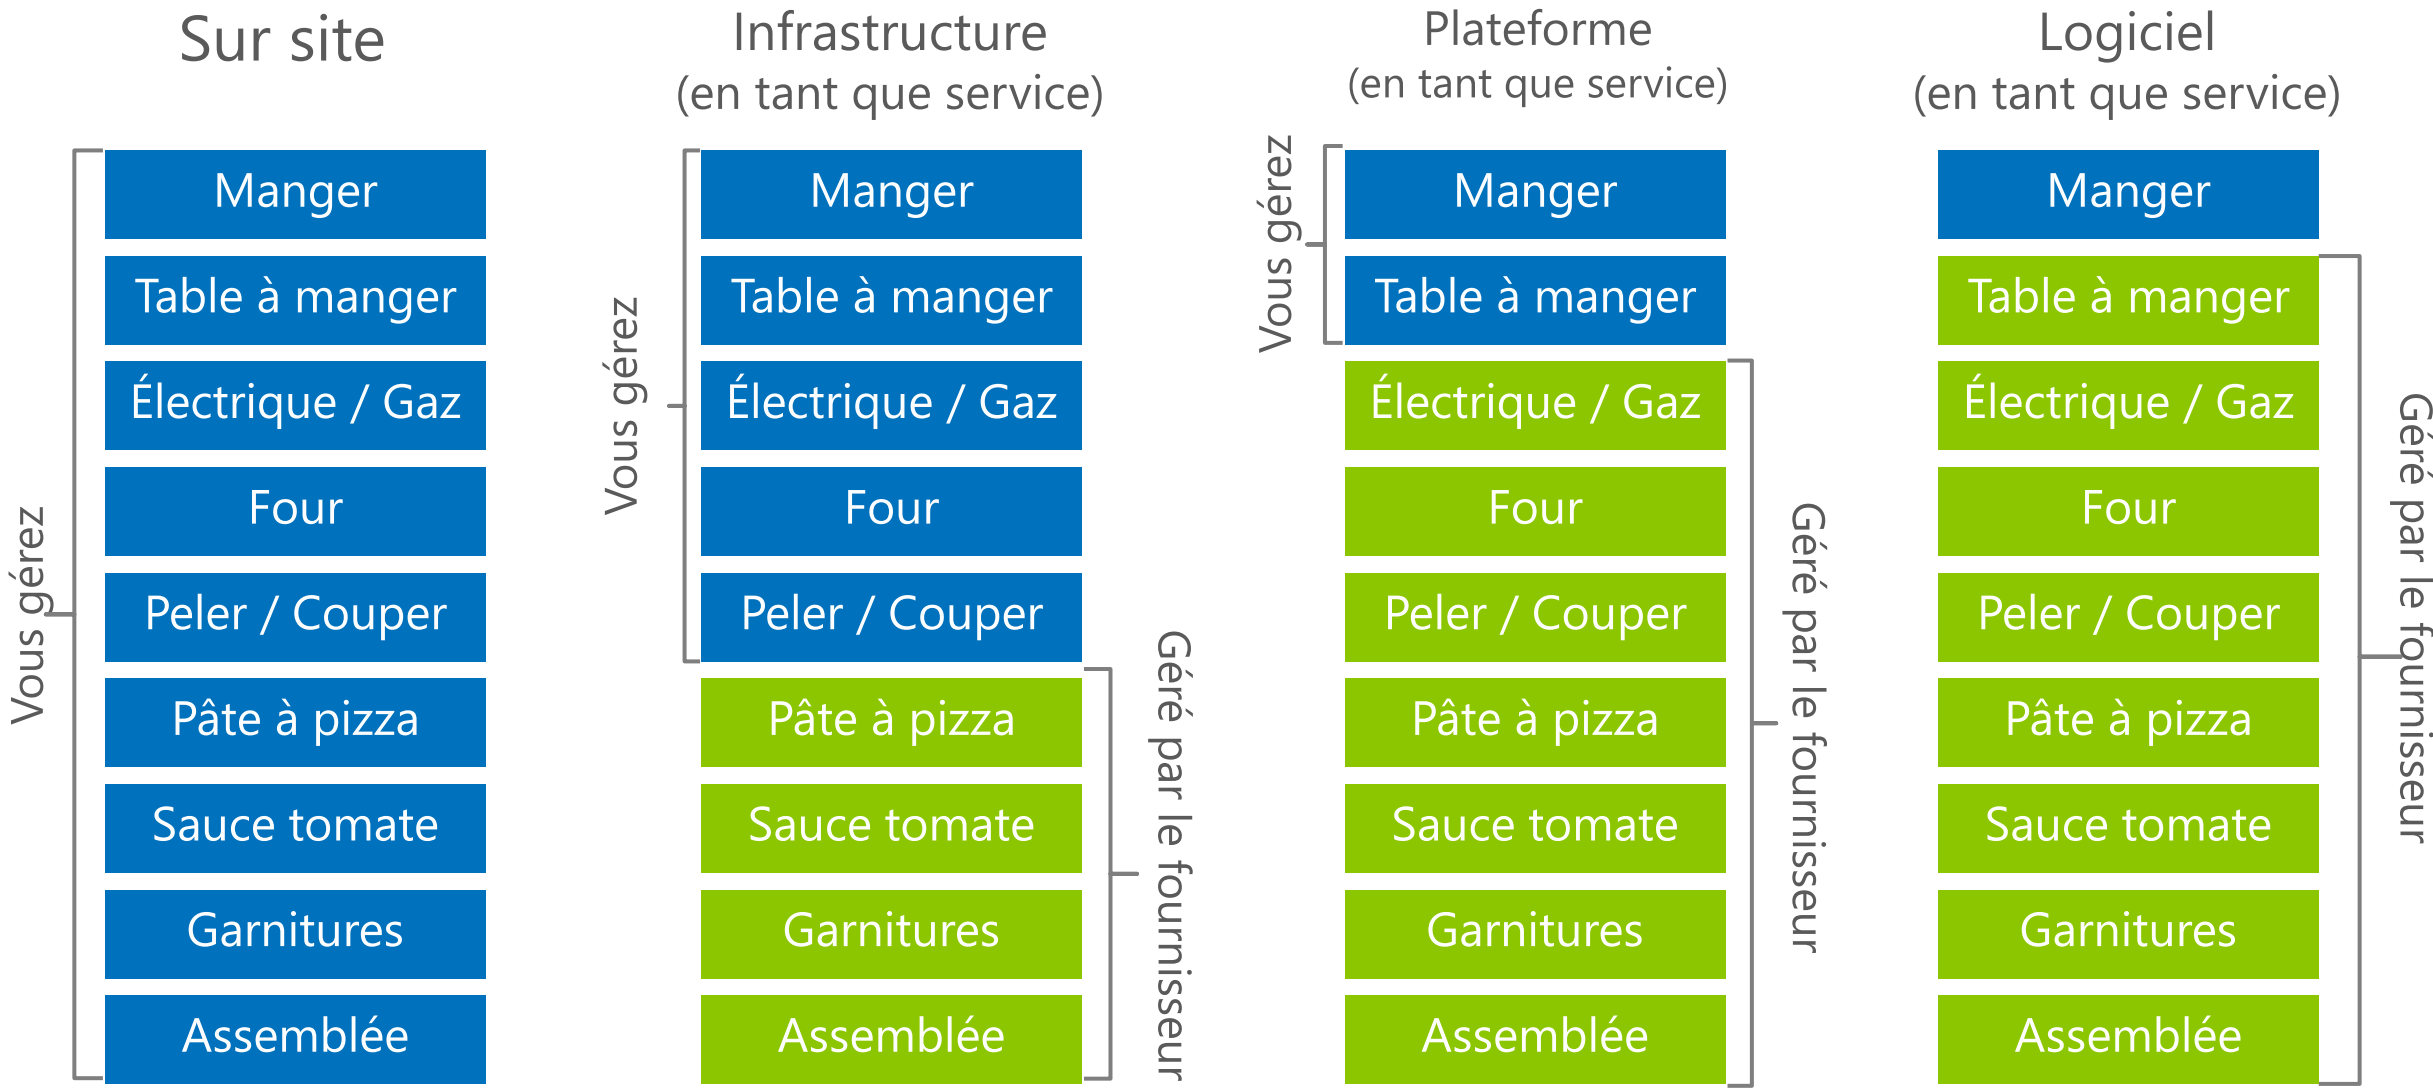 Sur site
Vous gérez
Manger
Table à manger
Électrique / Gaz
Four
Peler / Couper
Pâte à pizza
Sauce tomate
Garnitures
Assemblée
Infrastructure
(en tant que service)
Vous gérez
Manger
Table à manger
Électrique / Gaz
Four
Peler / Couper
Pâte à pizza
Sauce tomate
Garnitures
Assemblée
Géré par le fournisseur
Plateforme
(en tant que service)
Vous gérez
Manger
Table à manger
Électrique / Gaz
Four
Peler / Couper
Pâte à pizza
Sauce tomate
Garnitures
Assemblée
Géré par le fournisseur
Logiciel
(en tant que service)
Manger
Table à manger
Électrique / Gaz
Four
Peler / Couper
Pâte à pizza
Sauce tomate
Garnitures
Assemblée
Géré par le fournisseur